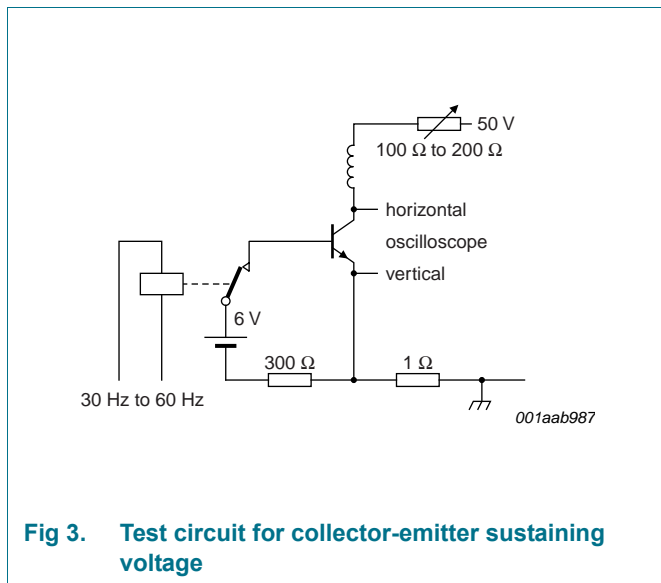 50 V
100 Ω to 200 Ω
horizontal
oscilloscope
vertical
6 V
300 Ω
1 Ω
30 Hz to 60 Hz
001aab987
Fig 3. Test circuit for collector-emitter sustaining
voltage